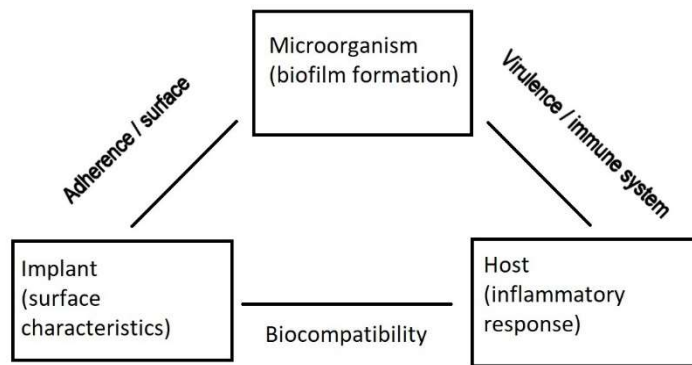 Microorganism
(biofilm formation)
Adherence / surface
Virulence / immune system
Implant
(surface
characteristics)
Biocompatibility
Host
(inflammatory
response)